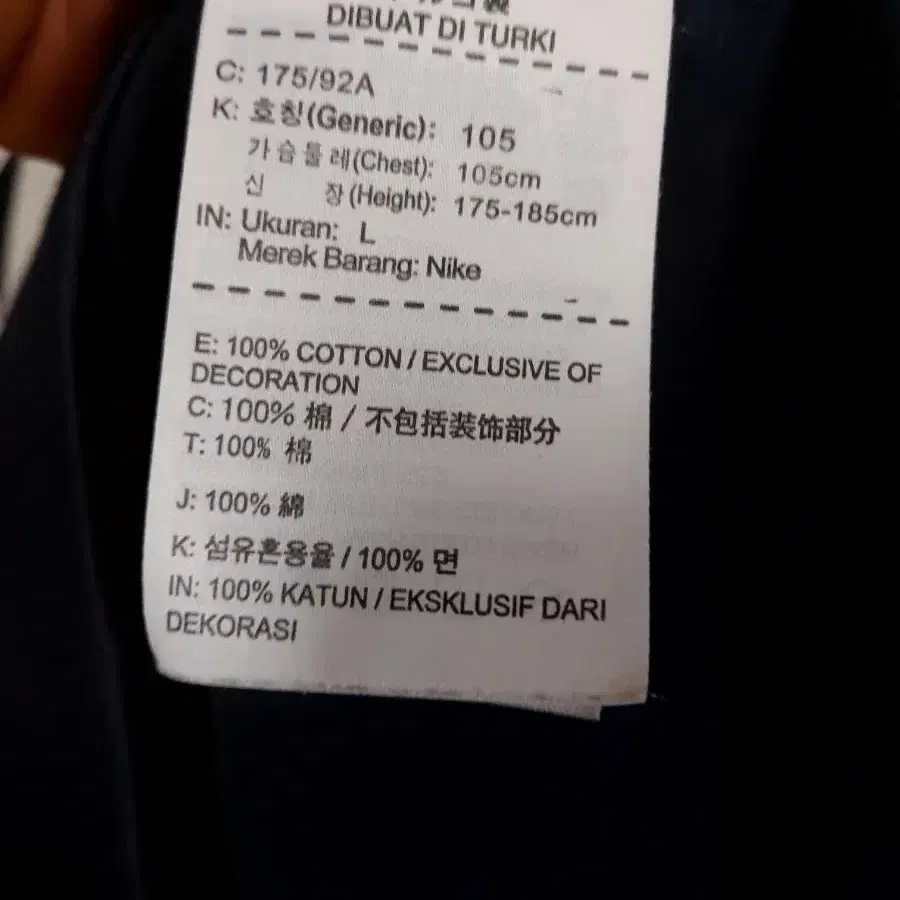 DIBUAT DI TURKI
C: 175/92A
K: 호칭(Generic): 105
가슴둘레(Chest): 105cm
신 장(Height): 175-185cm
IN: Ukuran: L
Merek Barang: Nike
E: 100% COTTON / EXCLUSIVE OF
DECORATION
C: 100% 棉 / 不包括装饰部分
T: 100% 棉
J: 100% 綿
K: 섬유혼용율 / 100% 면
IN: 100% KATUN / EKSKLUSIF DARI
DEKORASI